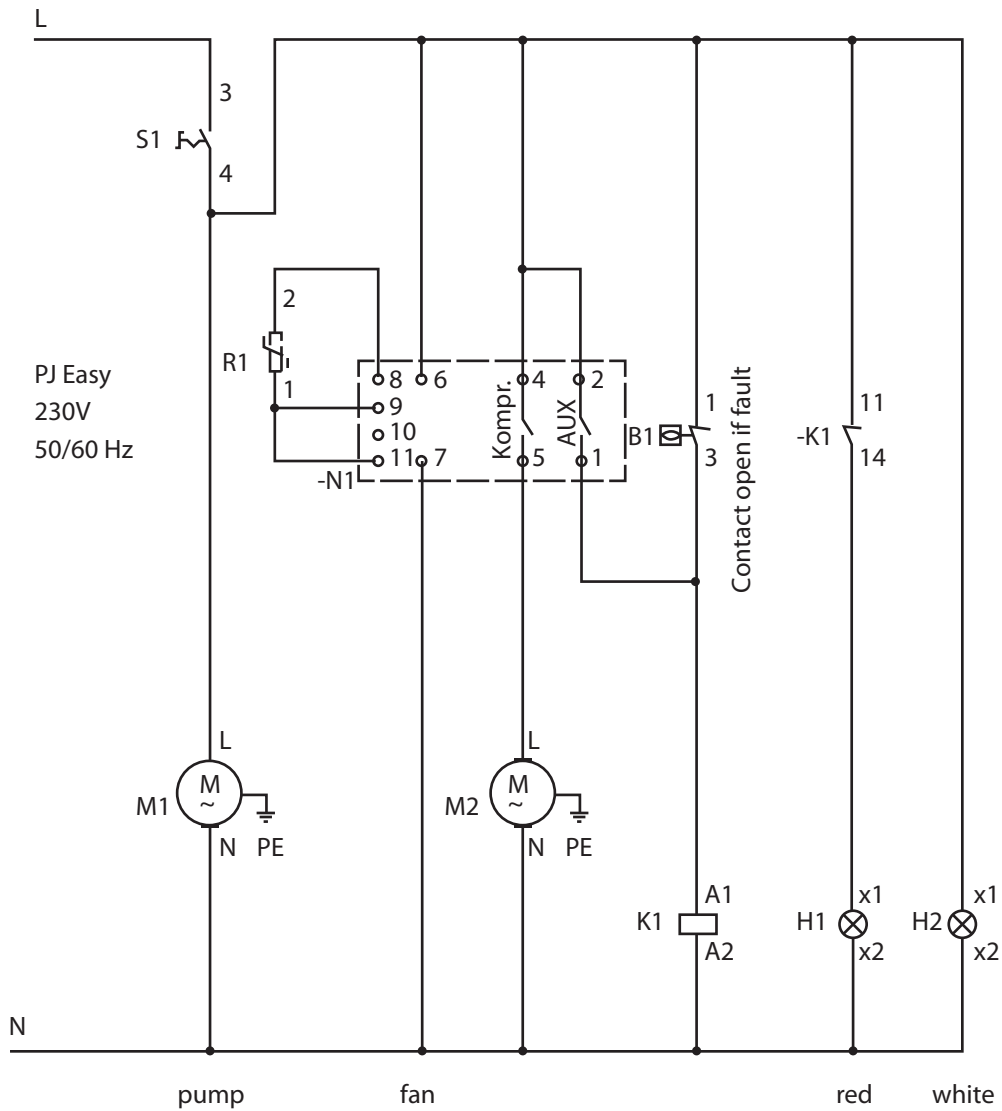 L
3
S1
4
2
R1
1
PJ Easy
230V
50/60 Hz
8 6 4 2
9
10
11 7 5 1
Kompr.
AUX
-N1
B1
1
3
Contact open if fault
11
-K1
14
L
M1
M
~
N PE
L
M2
M
~
N PE
A1
K1
A2
x1
H1
x2
x1
H2
x2
N
pump fan red white